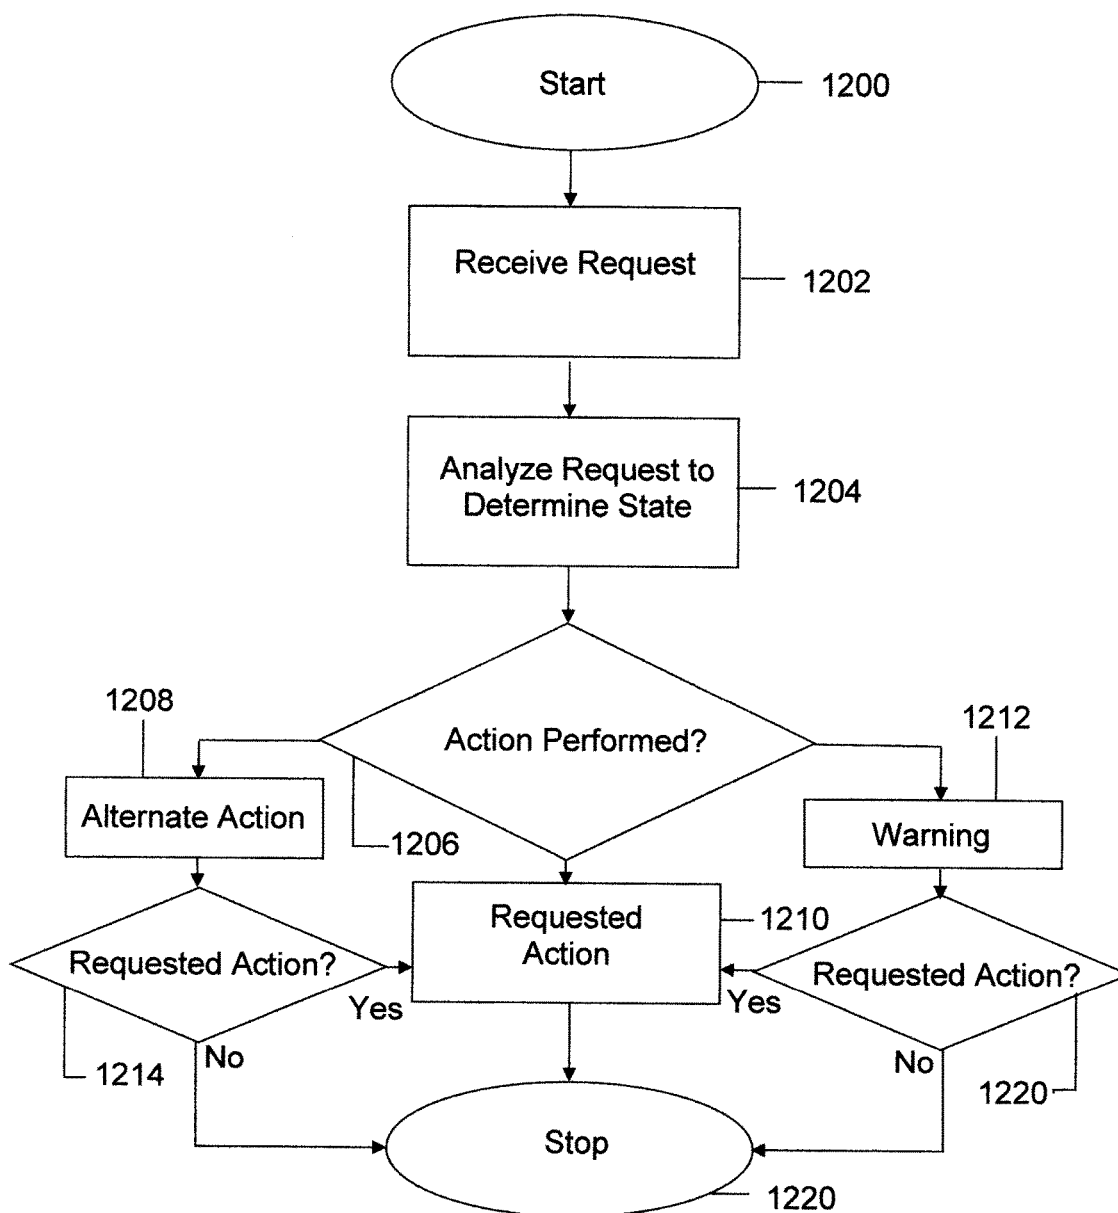 Start
1200
Receive Request
1202
Analyze Request to
Determine State
1204
1208
Action Performed?
1212
Alternate Action
1206
Warning
Requested
Action
1210
Requested Action?
Yes
No
1214
Requested Action?
Yes
No
1220
Stop
1220